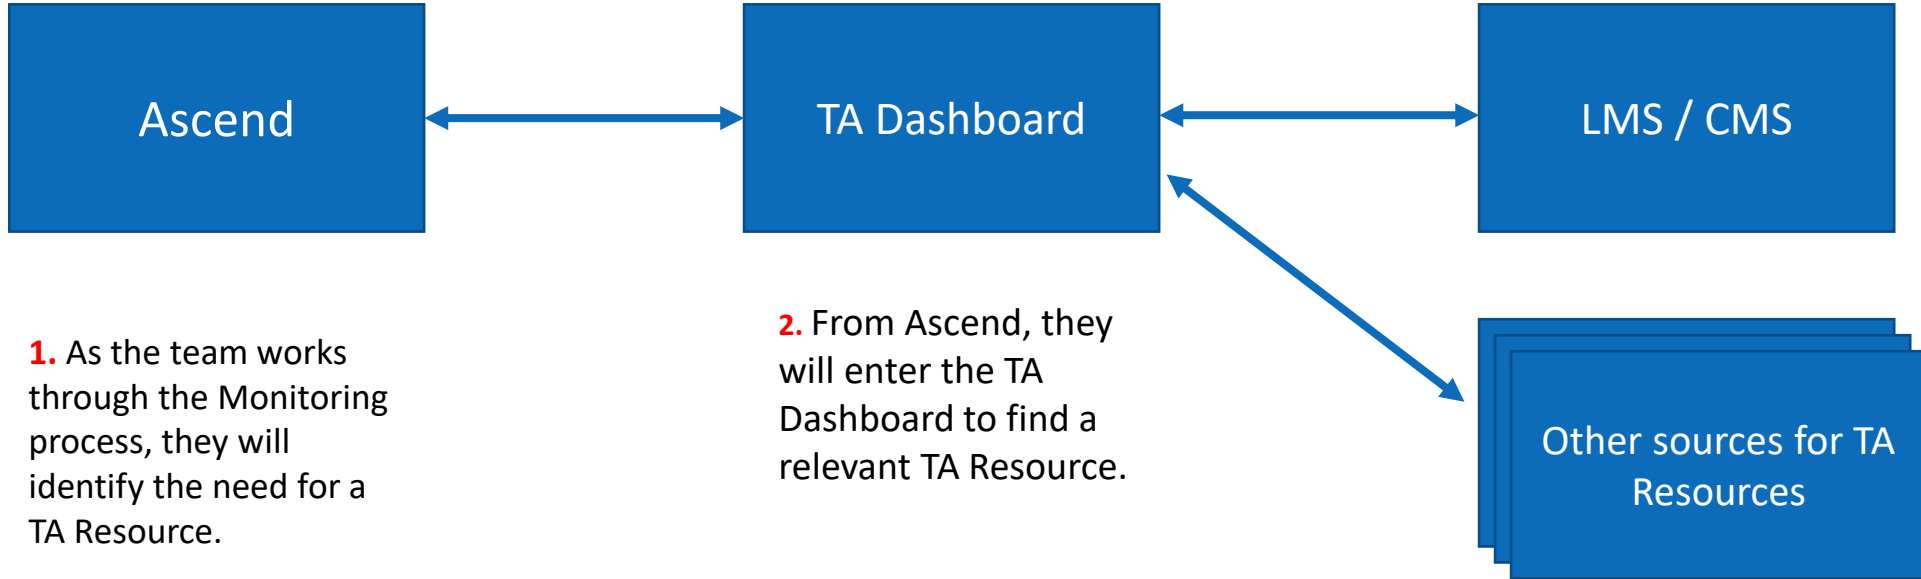 Ascend
TA Dashboard
LMS / CMS
1. As the team works
through the Monitoring
process, they will
identify the need for a
TA Resource.
2. From Ascend, they
will enter the TA
Dashboard to find a
relevant TA Resource.
Other sources for TA
Resources